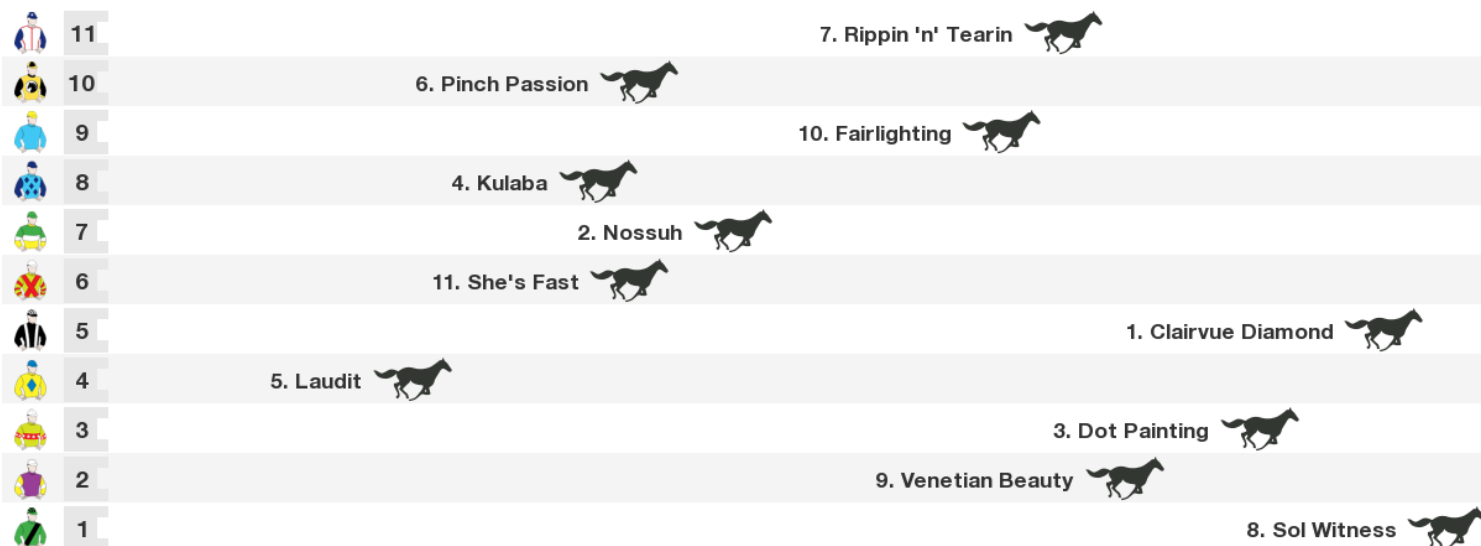 11 7. Rippin 'n' Tearin
10 6. Pinch Passion
9 10. Fairlighting
8 4. Kulaba
7 2. Nossuh
6 11. She's Fast
5 1. Clairvue Diamond
4 5. Laudit
3 3. Dot Painting
2 9. Venetian Beauty
1 8. Sol Witness